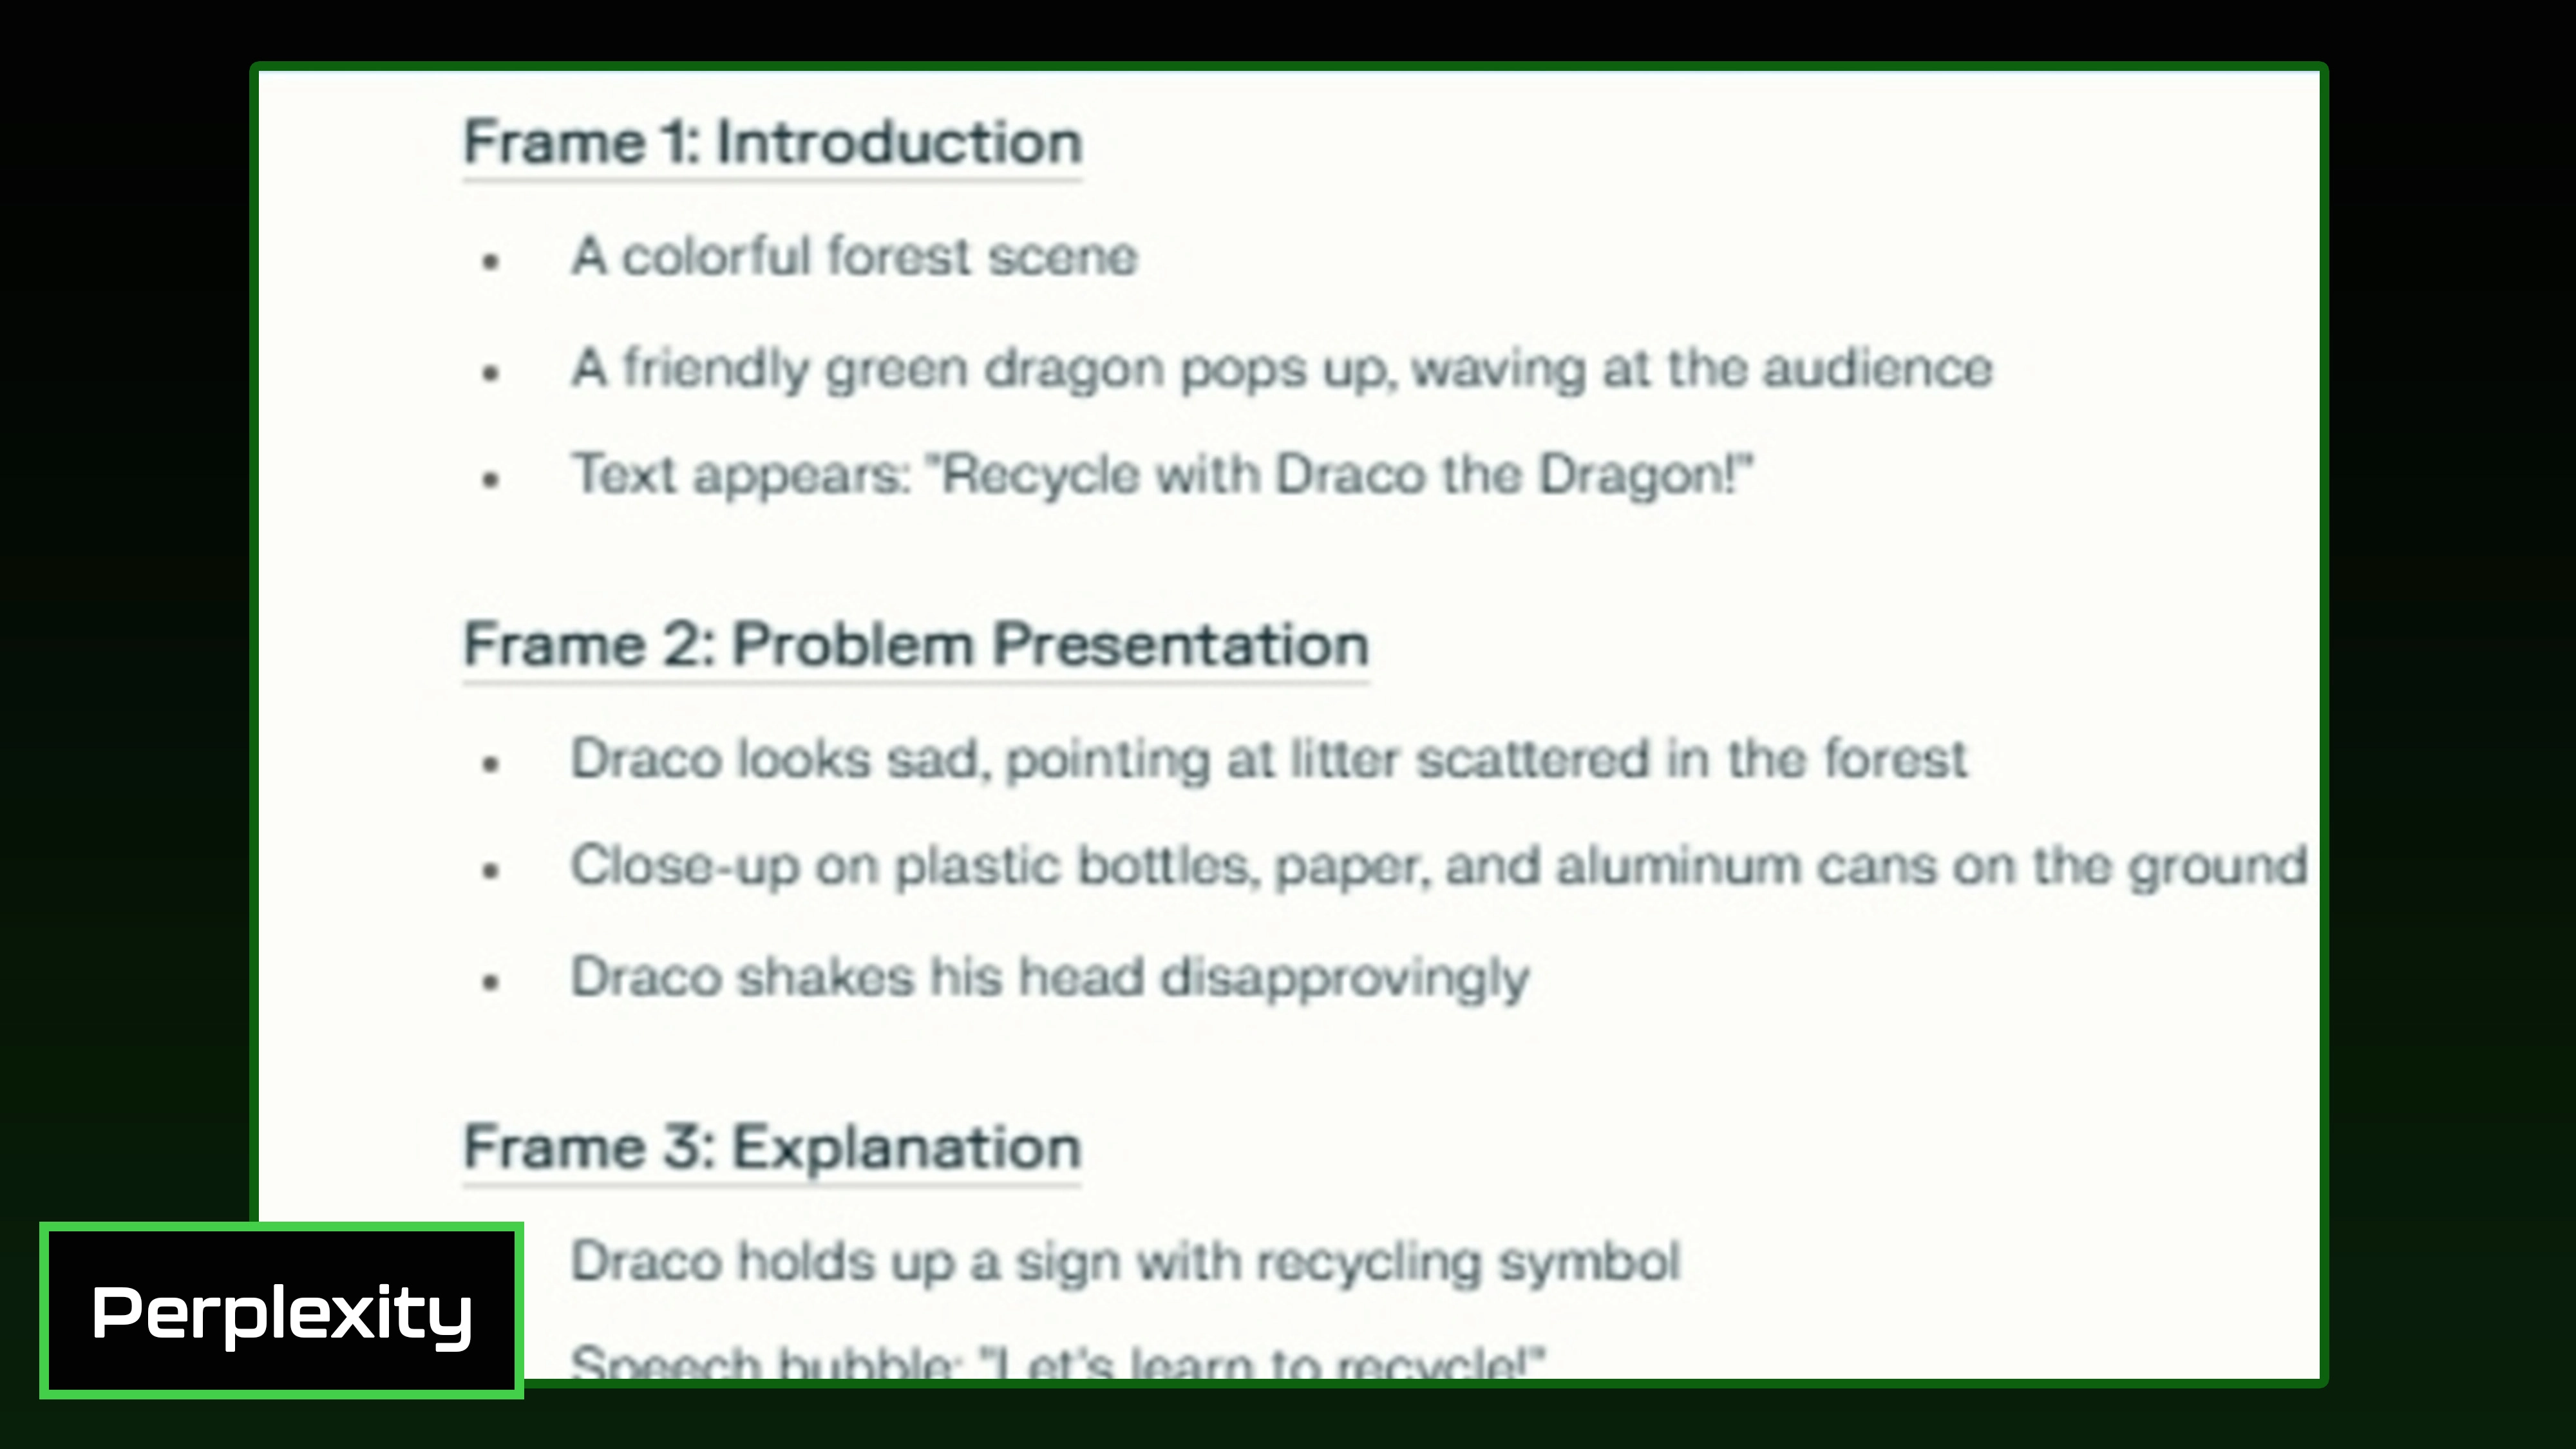 Frame 1: Introduction
• A colorful forest scene
• A friendly green dragon pops up, waving at the audience
• Text appears: "Recycle with Draco the Dragon!"
Frame 2: Problem Presentation
• Draco looks sad, pointing at litter scattered in the forest
• Close-up on plastic bottles, paper, and aluminum cans on the ground
• Draco shakes his head disapprovingly
Frame 3: Explanation
Draco holds up a sign with recycling symbol
Speech bubble: "Let's learn to recycle!"
Perplexity